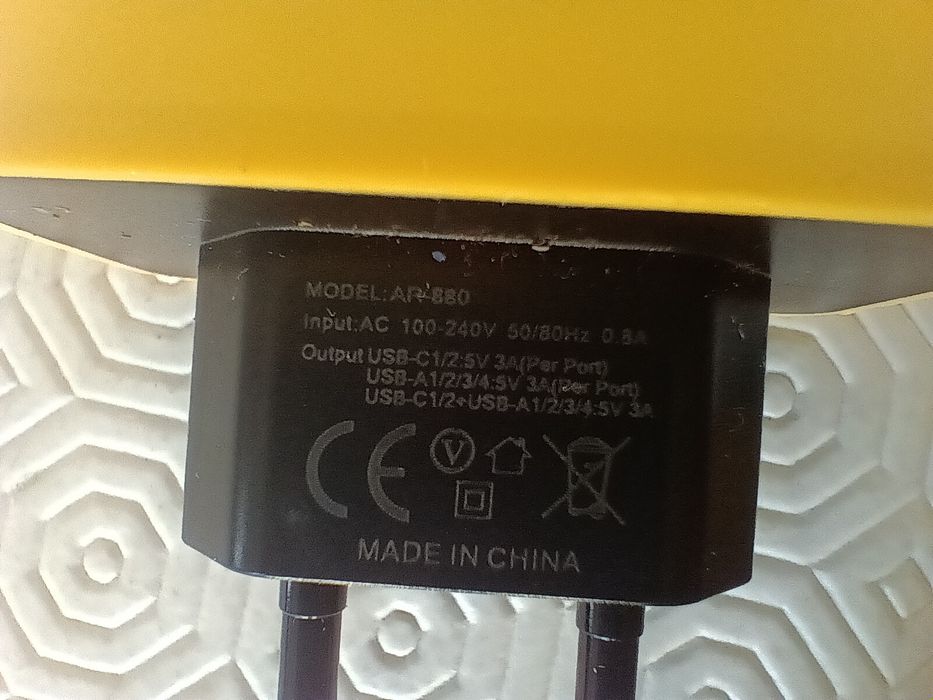 MODEL:AR-880
Input:AC 100-240V 50/60Hz 0.8A
Output USB-C1/2:5V 3A(Per Port)
USB-A1/2/3/4:5V 3A(Per Port)
USB-C1/2+USB-A1/2/3/4:5V 3A
CE V
MADE IN CHINA